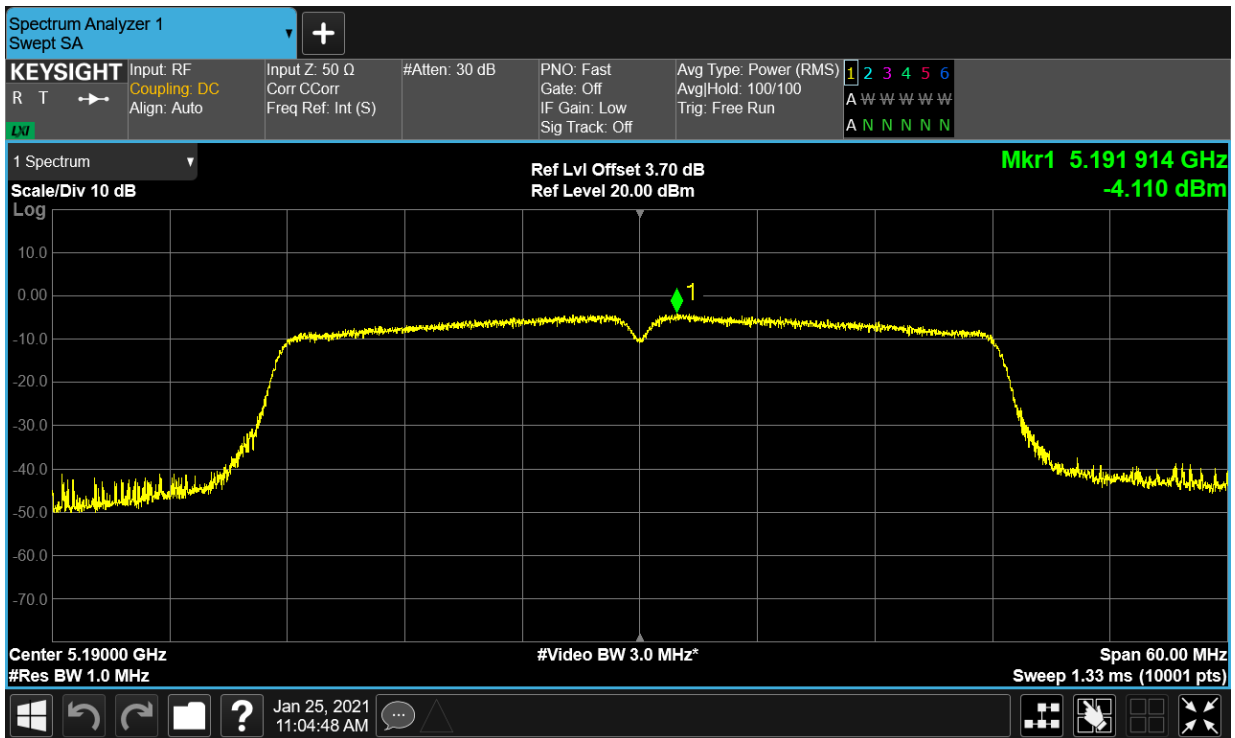 Spectrum Analyzer 1
Swept SA
▼
+
KEYSIGHT
R T
LXI
Input: RF
Coupling: DC
Align: Auto
Input Z: 50 Ω
Corr CCorr
Freq Ref: Int (S)
#Atten: 30 dB
PNO: Fast
Gate: Off
IF Gain: Low
Sig Track: Off
Avg Type: Power (RMS)
Avg|Hold: 100/100
Trig: Free Run
1 2 3 4 5 6
A W W W W W
A N N N N N
1 Spectrum ▼
Scale/Div 10 dB
Log
Ref Lvl Offset 3.70 dB
Ref Level 20.00 dBm
Mkr1 5.191 914 GHz
-4.110 dBm
10.0
0.00
-10.0
-20.0
-30.0
-40.0
-50.0
-60.0
-70.0
1
Center 5.19000 GHz
#Res BW 1.0 MHz
#Video BW 3.0 MHz*
Span 60.00 MHz
Sweep 1.33 ms (10001 pts)
?
Jan 25, 2021
11:04:48 AM